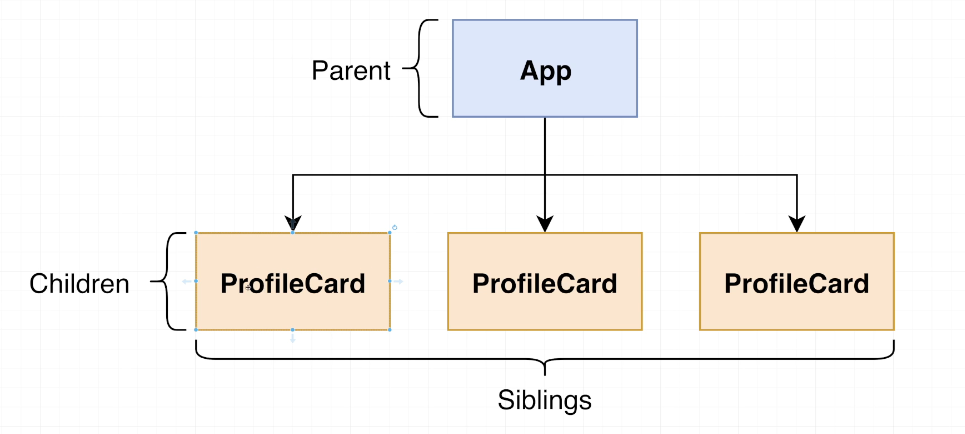 Parent
App
Children
ProfileCard
ProfileCard
ProfileCard
Siblings